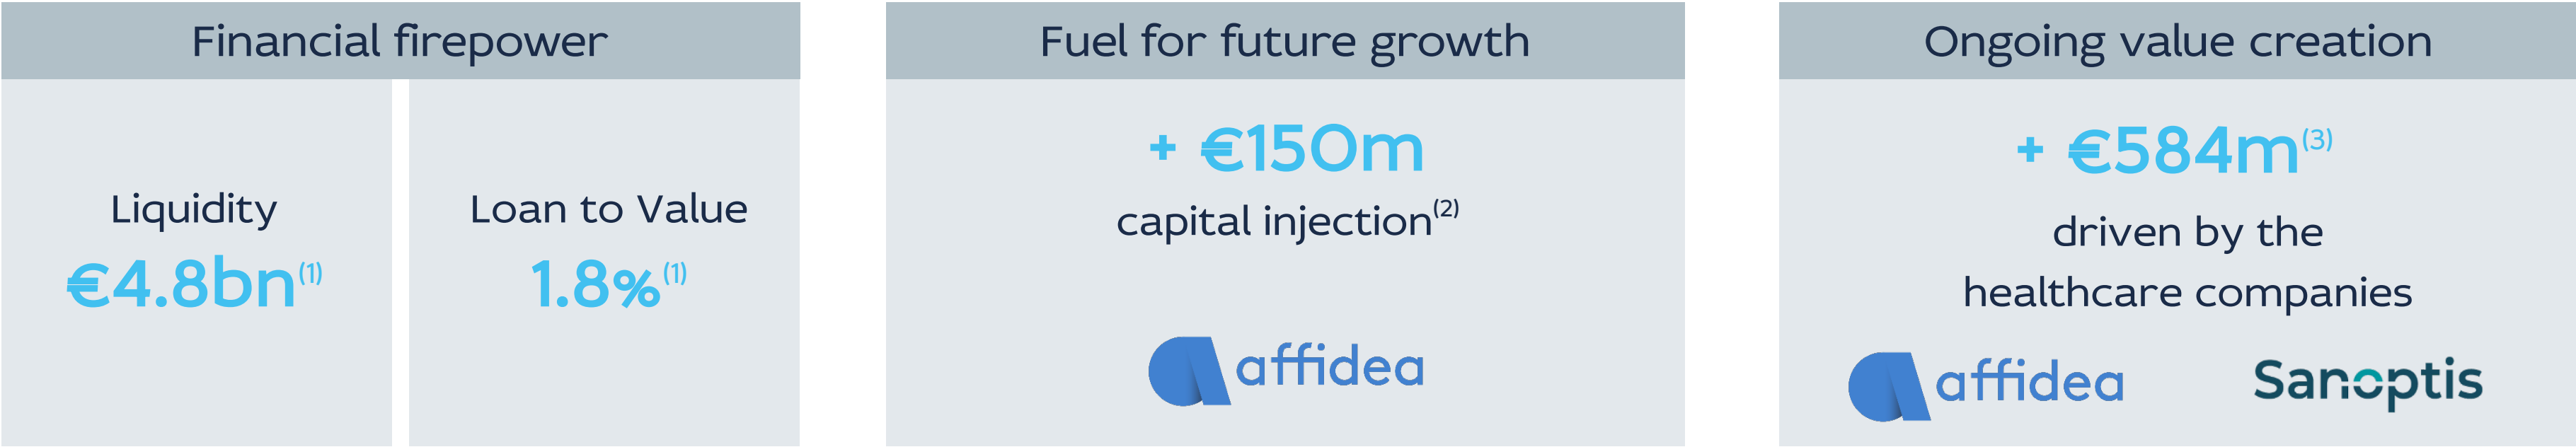 Financial firepower
Liquidity
€4.8bn(1)
Loan to Value
1.8%(1)
Fuel for future growth
+ €150m
capital injection(2)
affidea
Ongoing value creation
+ €584m(3)
driven by the
healthcare companies
affidea
Sanoptis